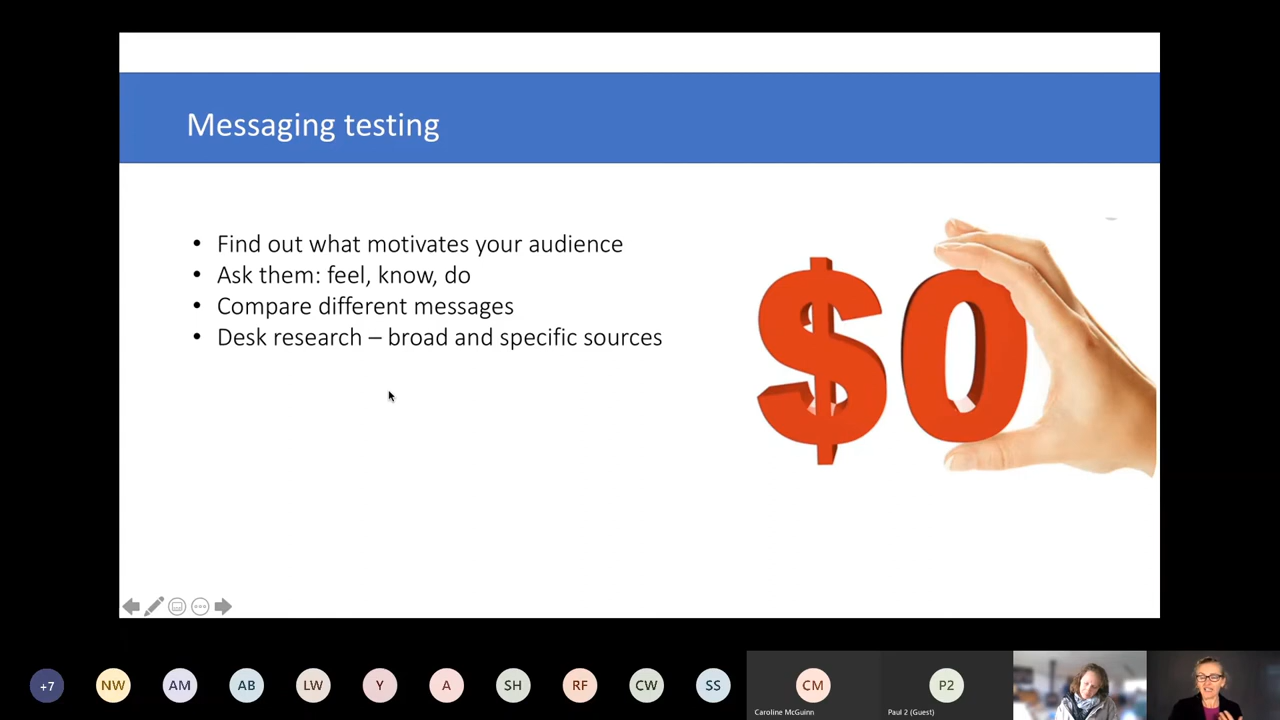 Messaging testing
• Find out what motivates your audience
• Ask them: feel, know, do
• Compare different messages
• Desk research – broad and specific sources
$0
+7
NW
AM
AB
LW
Y
A
SH
RF
CW
SS
CM
Caroline McGuinn
P2
Paul 2 (Guest)